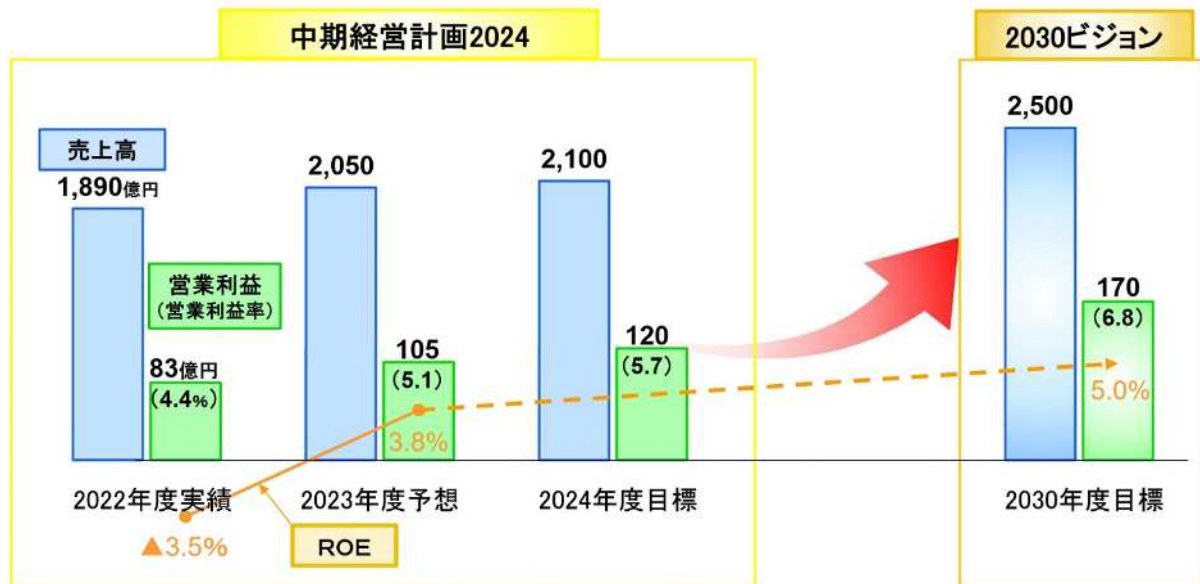 中期経営計画2024
2030ビジョン
売上高
1,890億円
2,050
2,100
2,500
営業利益
(営業利益率)
83億円
(4.4%)
105
(5.1)
120
(5.7)
170
(6.8)
3.8%
5.0%
2022年度実績
2023年度予想
2024年度目標
2030年度目標
▲3.5%
ROE